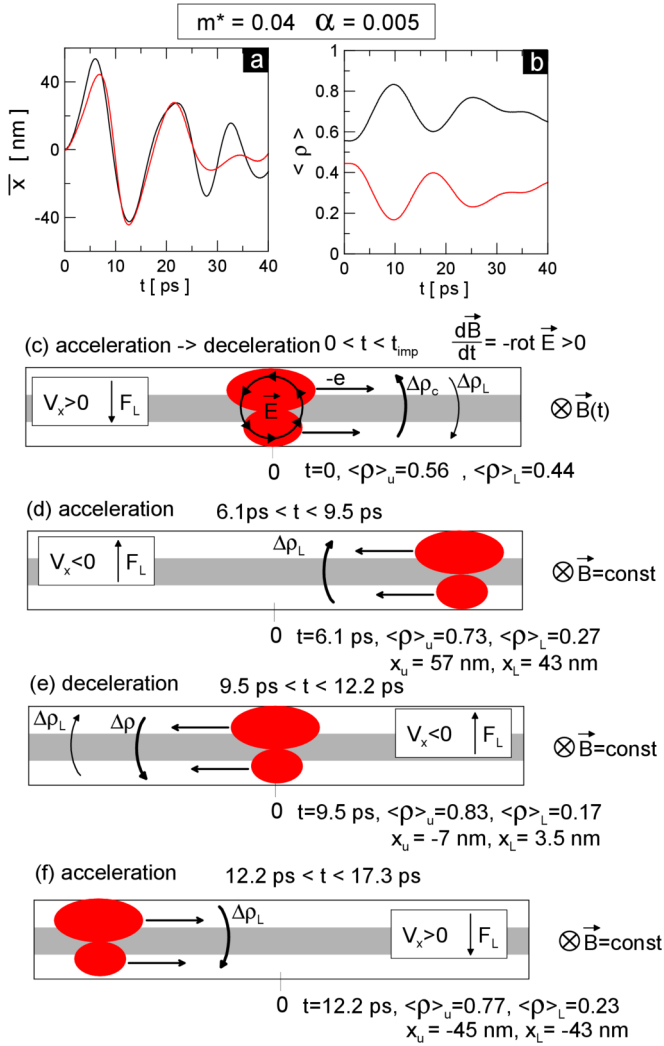 m* = 0.04 α = 0.005
a
b
40
0
-40
x̄ [ nm ]
0 10 20 30 40
t [ ps ]
1
0.8
0.6
0.4
0.2
0
< ρ >
0 10 20 30 40
t [ ps ]
(c) acceleration -> deceleration 0 < t < t_imp dB⃗/dt = -rot E⃗ >0
V_x>0 ↓F_L E⃗ -e Δρ_c Δρ_L ⊗ B⃗(t)
0 t=0, <ρ>_u=0.56 , <ρ>_L=0.44
(d) acceleration 6.1ps < t < 9.5 ps
V_x<0 ↑F_L Δρ_L ⊗ B⃗=const
0 t=6.1 ps, <ρ>_u=0.73, <ρ>_L=0.27
x_u = 57 nm, x_L= 43 nm
(e) deceleration 9.5 ps < t < 12.2 ps
Δρ_L Δρ V_x<0 ↑F_L ⊗ B⃗=const
0 t=9.5 ps, <ρ>_u=0.83, <ρ>_L=0.17
x_u = -7 nm, x_L= 3.5 nm
(f) acceleration 12.2 ps < t < 17.3 ps
Δρ_L V_x>0 ↓F_L ⊗ B⃗=const
0 t=12.2 ps, <ρ>_u=0.77, <ρ>_L=0.23
x_u = -45 nm, x_L= -43 nm